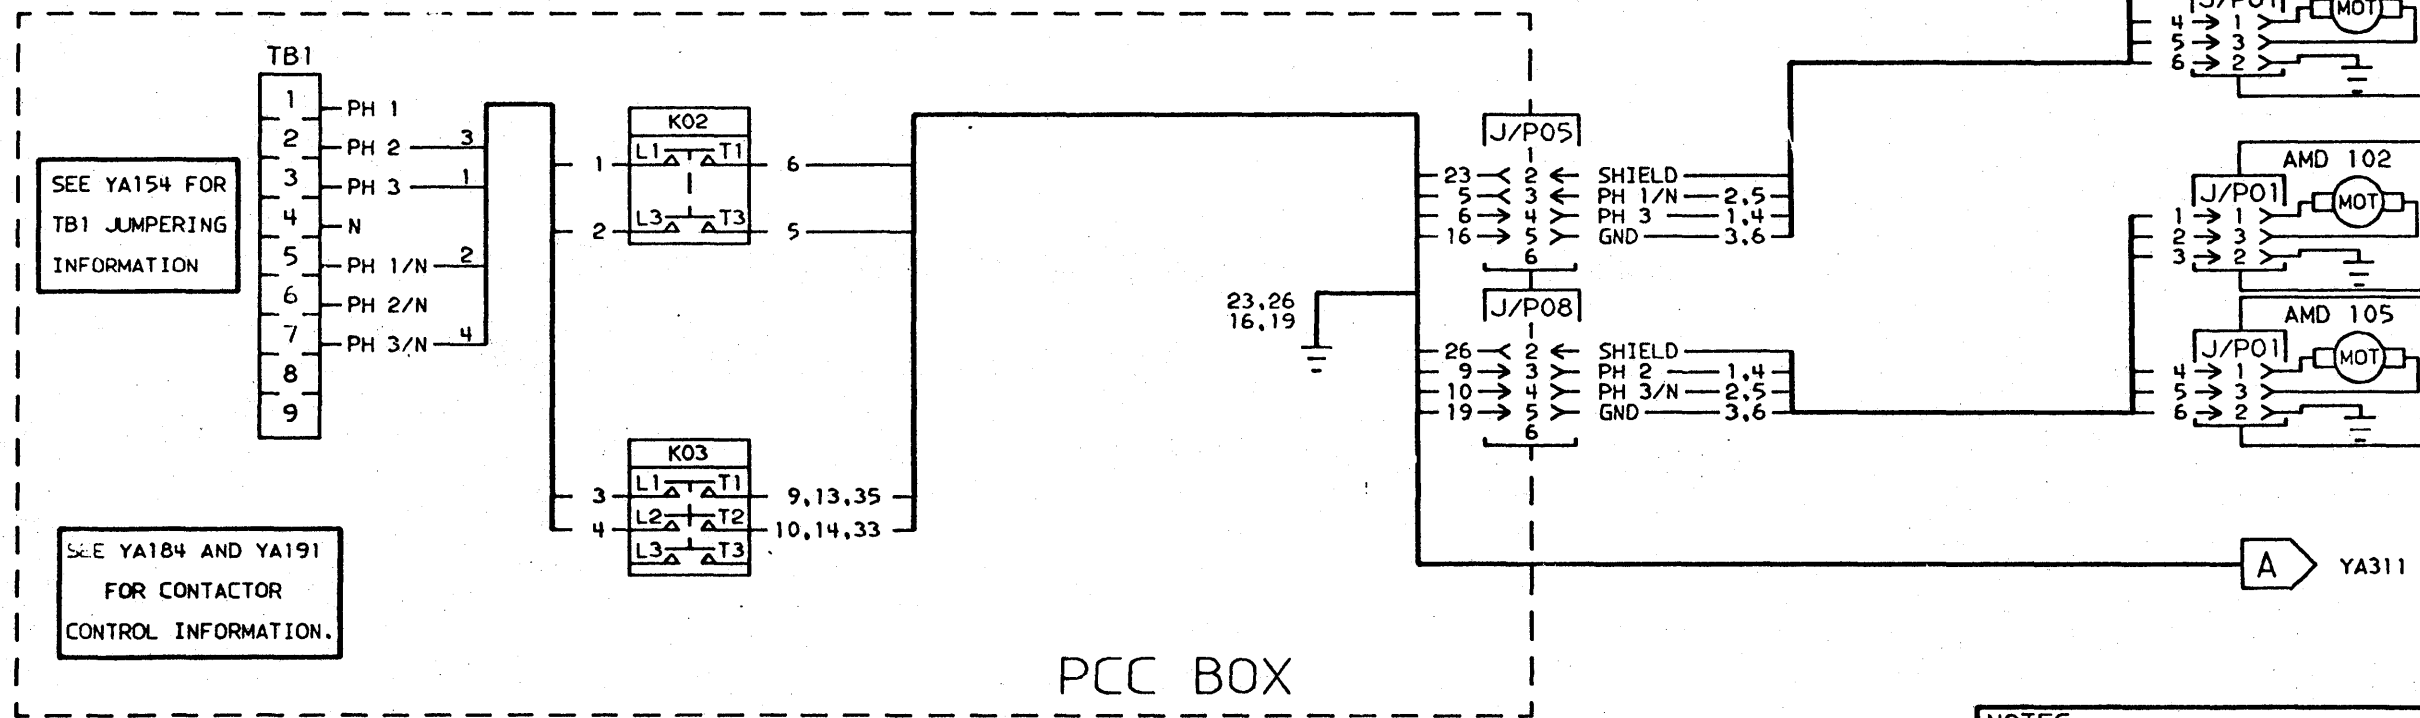 TB1
1
PH 1
2
PH 2
3
3
PH 3
1
4
N
5
PH 1/N
2
6
PH 2/N
7
PH 3/N
4
8
9
SEE YA154 FOR
TB1 JUMPERING
INFORMATION
SEE YA184 AND YA191
FOR CONTACTOR
CONTROL INFORMATION.
K02
1 L1 T1 6
2 L3 T3 5
K03
3 L1 T1 9,13,35
4 L2 T2 10,14,33
L3 T3
23,26
16,19
PCC BOX
J/P05
1
23 2 SHIELD
5 3 PH 1/N 2,5
6 4 PH 3 1,4
16 5 GND 3,6
6
J/P08
1
26 2 SHIELD
9 3 PH 2 1,4
10 4 PH 3/N 2,5
19 5 GND 3,6
6
J/P01
MOT
4 1
5 3
6 2
AMD 102
J/P01
MOT
1 1
2 3
3 2
AMD 105
J/P01
MOT
4 1
5 3
6 2
A YA311
NOTES